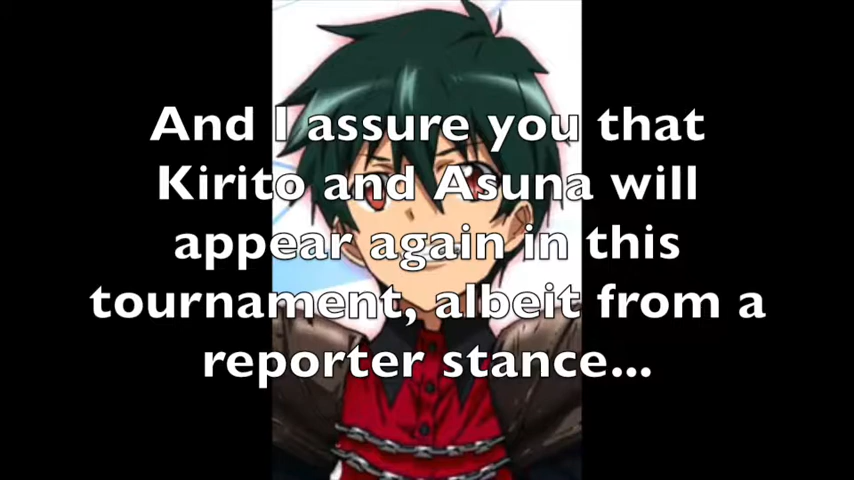 And I assure you that
Kirito and Asuna will
appear again in this
tournament, albeit from a
reporter stance...